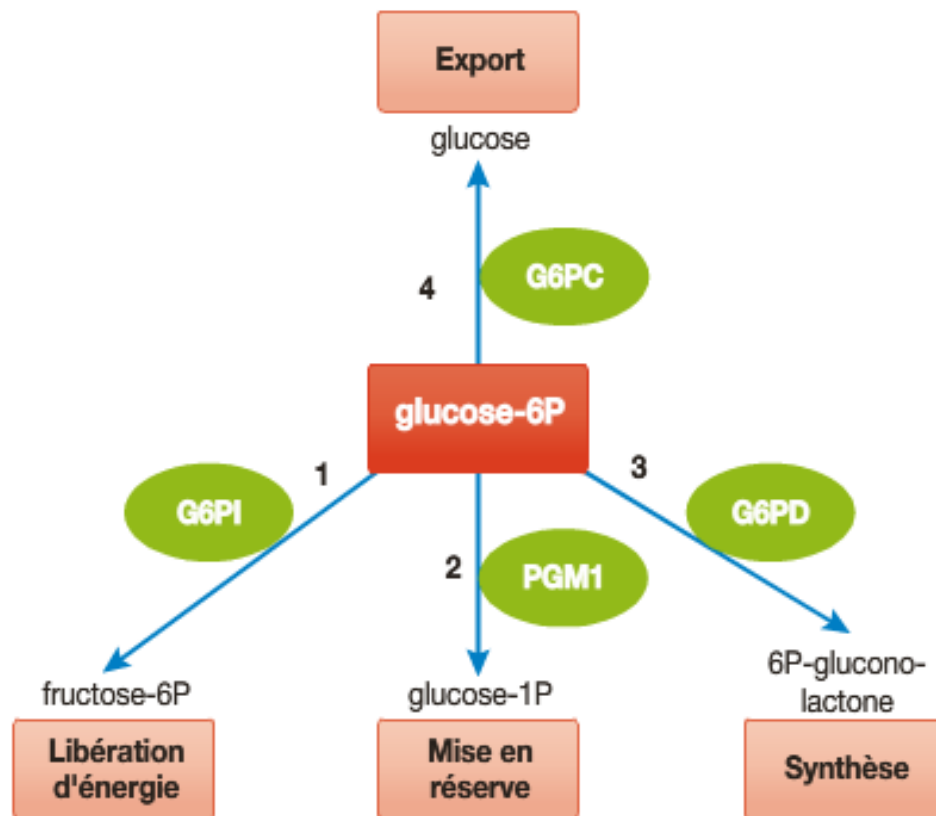 Export
glucose
4
G6PC
glucose-6P
1
3
G6PI
G6PD
2
PGM1
fructose-6P
glucose-1P
6P-glucono-
lactone
Libération
d'énergie
Mise en
réserve
Synthèse